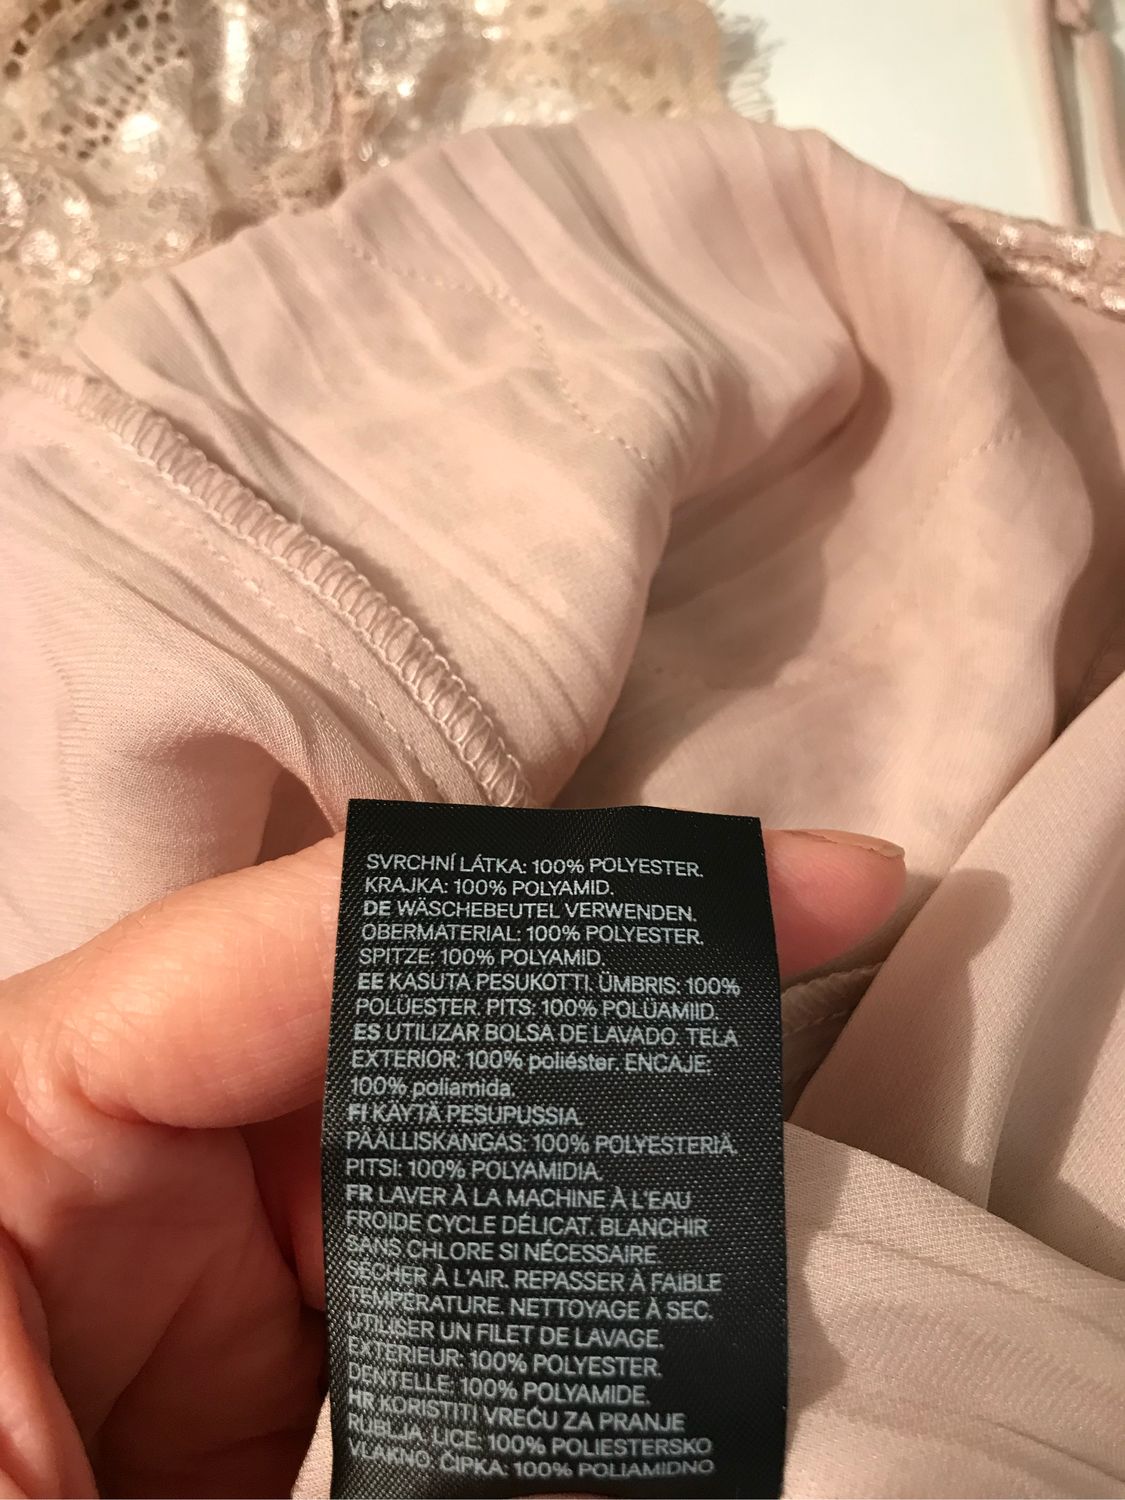 SVRCHNÍ LÁTKA: 100% POLYESTER.
KRAJKA: 100% POLYAMID.
DE WÄSCHEBEUTEL VERWENDEN.
OBERMATERIAL: 100% POLYESTER.
SPITZE: 100% POLYAMID.
EE KASUTA PESUKOTTI. ÜMBRIS: 100%
POLÜESTER. PITS: 100% POLÜAMIID.
ES UTILIZAR BOLSA DE LAVADO. TELA
EXTERIOR: 100% poliéster. ENCAJE:
100% poliamida.
FI KÄYTÄ PESUPUSSIA.
PÄÄLLISKANGAS: 100% POLYESTERIÄ.
PITSI: 100% POLYAMIDIA.
FR LAVER À LA MACHINE À L'EAU
FROIDE CYCLE DÉLICAT. BLANCHIR
SANS CHLORE SI NÉCESSAIRE.
SÉCHER À L'AIR. REPASSER À FAIBLE
TEMPÉRATURE. NETTOYAGE À SEC.
UTILISER UN FILET DE LAVAGE.
EXTÉRIEUR: 100% POLYESTER.
DENTELLE: 100% POLYAMIDE.
HR KORISTITI VREĆU ZA PRANJE
RUBLJA. LICE: 100% POLIESTERSKO
VLAKNO. ČIPKA: 100% POLIAMIDNO